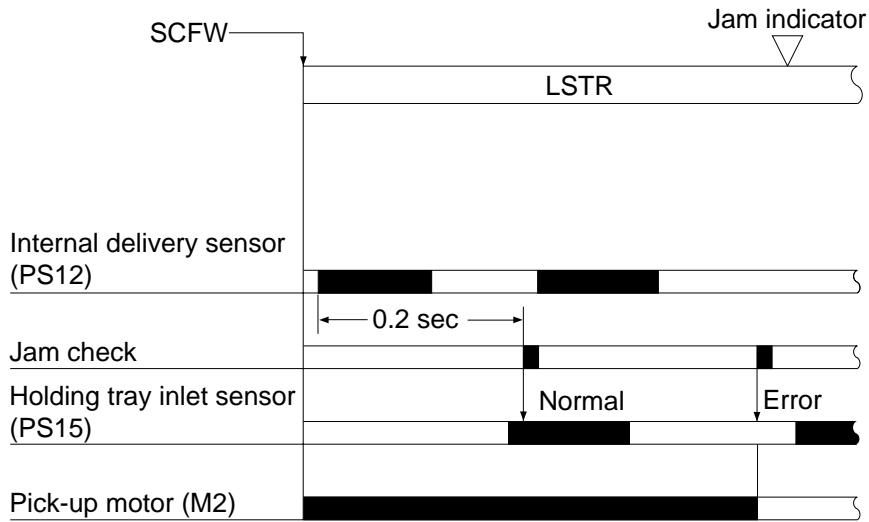 Jam indicator
SCFW
LSTR
Internal delivery sensor
(PS12)
0.2 sec
Jam check
Holding tray inlet sensor
(PS15)
Normal
Error
Pick-up motor (M2)